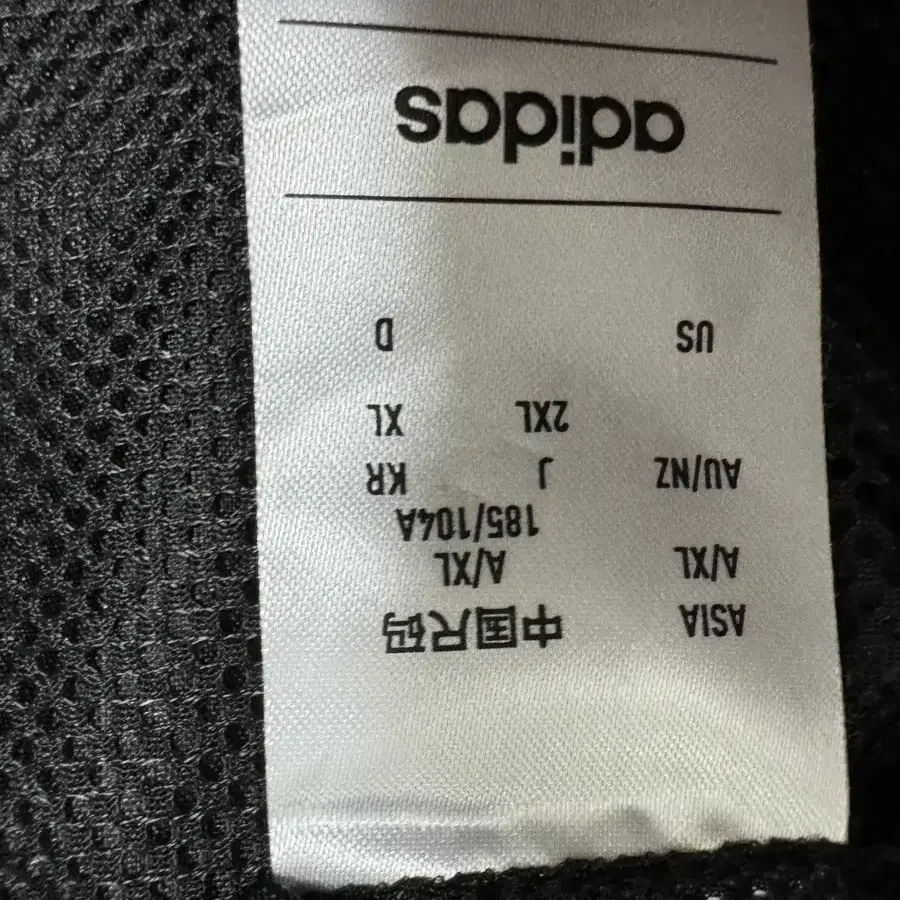 ASIA 中国尺码
A/XL A/XL
185/104A
AU/NZ J KR
2XL XL
US D
adidas